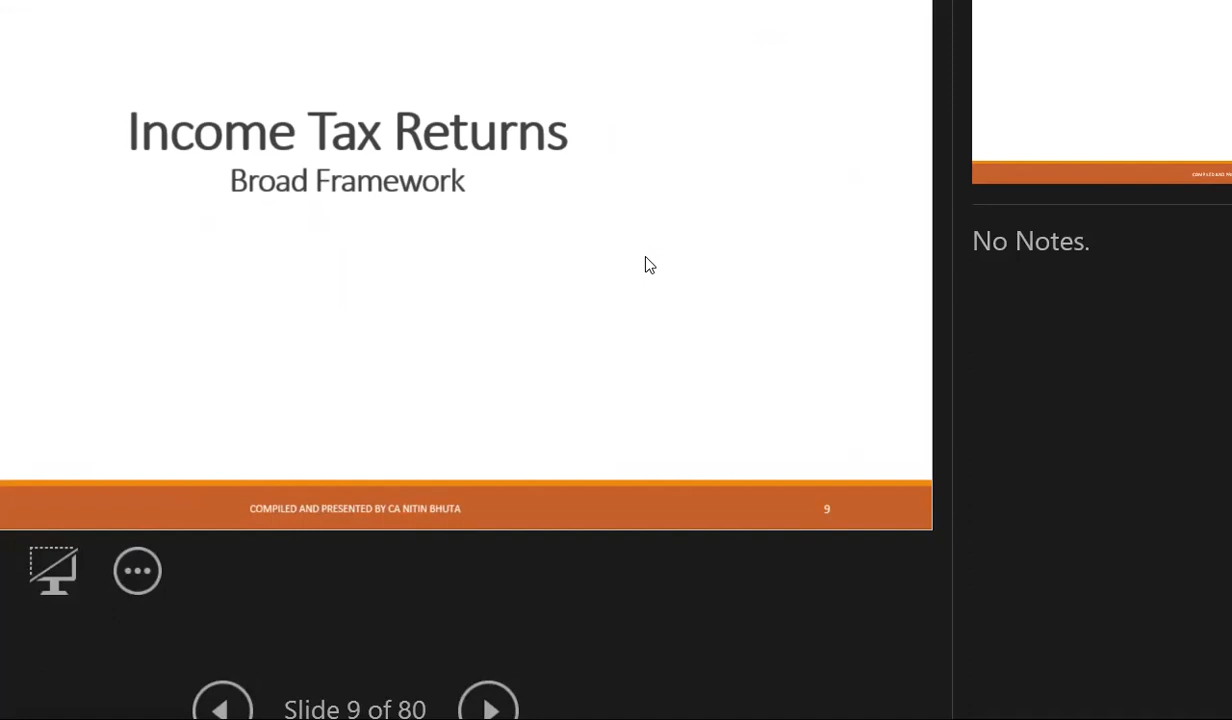 Income Tax Returns
Broad Framework
No Notes.
COMPILED AND PRESENTED BY CA NITIN BHUTA
9
Slide 9 of 80